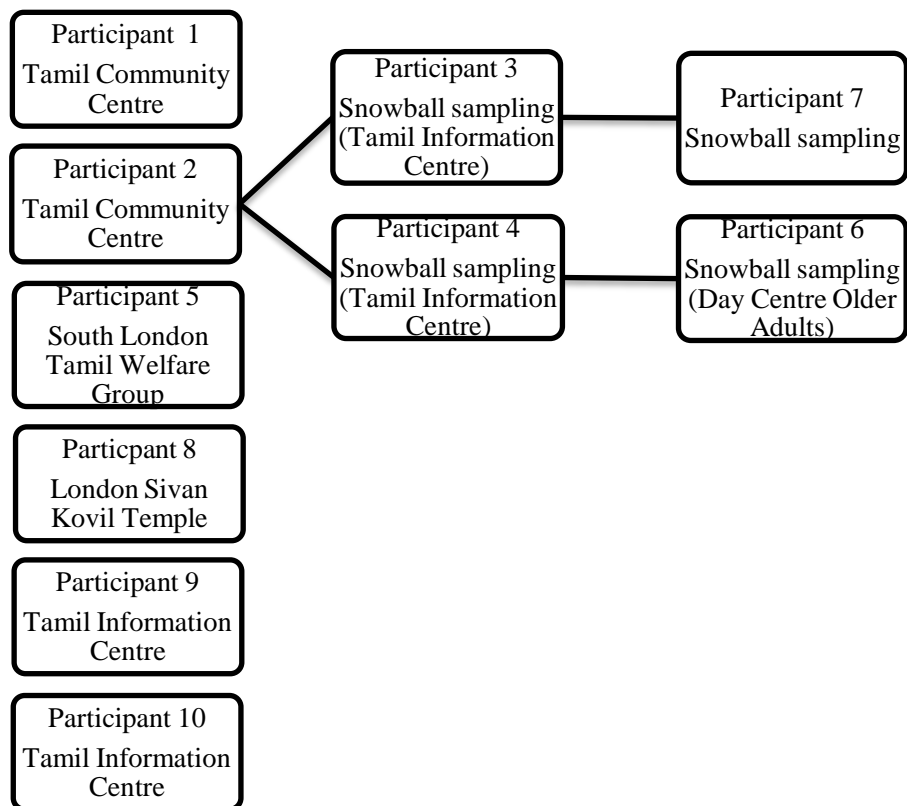 Participant 1
Tamil Community
Centre
Participant 2
Tamil Community
Centre
Participant 5
South London
Tamil Welfare
Group
Particpant 8
London Sivan
Kovil Temple
Participant 9
Tamil Information
Centre
Participant 10
Tamil Information
Centre
Participant 3
Snowball sampling
(Tamil Information
Centre)
Participant 4
Snowball sampling
(Tamil Information
Centre)
Participant 7
Snowball sampling
Participant 6
Snowball sampling
(Day Centre Older
Adults)